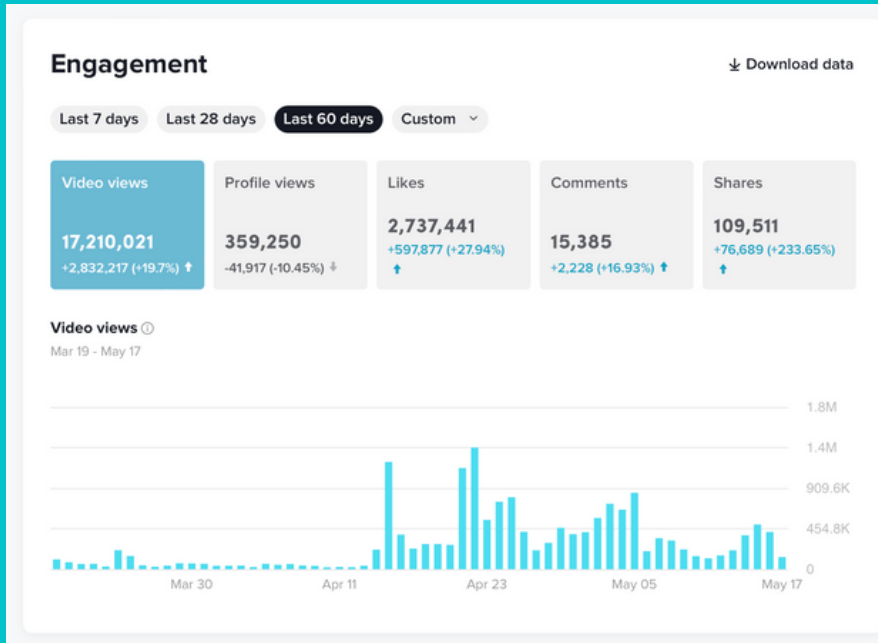 Engagement
Download data
Last 7 days Last 28 days Last 60 days Custom
Video views
17,210,021
+2,832,217 (+19.7%)
Profile views
359,250
-41,917 (-10.45%)
Likes
2,737,441
+597,877 (+27.94%)
Comments
15,385
+2,228 (+16.93%)
Shares
109,511
+76,689 (+233.65%)
Video views
Mar 19 - May 17
1.8M
1.4M
909.6K
454.8K
0
Mar 30 Apr 11 Apr 23 May 05 May 17